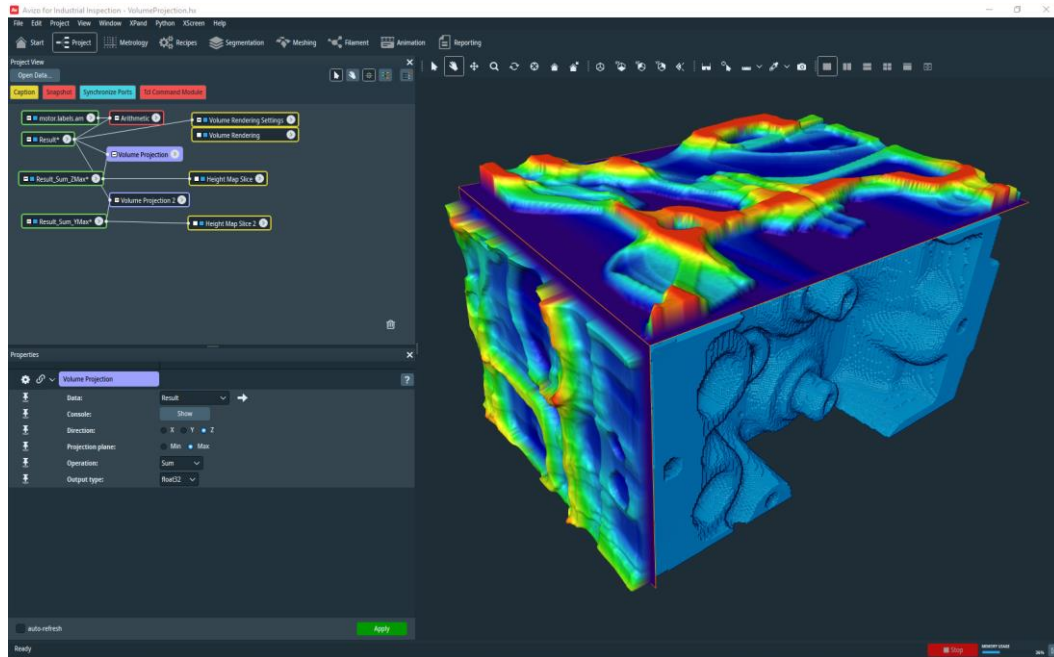 Avizo for Industrial Inspection - VolumeProjection.hx
File Edit Project View Window XPand Python XScreen Help
Start Project Metrology Recipes Segmentation Meshing Filament Animation Reporting
Project View
Open Data...
Caption Snapshot Synchronize Ports Tcl Command Module
motor.labels.am Arithmetic Volume Rendering Settings
Result* Volume Rendering
Volume Projection
Result_Sum_ZMax* Height Map Slice
Volume Projection 2
Result_Sum_YMax* Height Map Slice 2
Properties
Volume Projection ?
Data: Result
Console: Show
Direction: X Y Z
Projection plane: Min Max
Operation: Sum
Output type: float32
auto-refresh Apply
Ready Stop MEMORY USAGE 36%